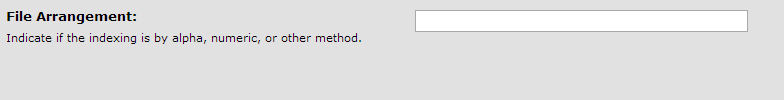 File Arrangement:
Indicate if the indexing is by alpha, numeric, or other method.